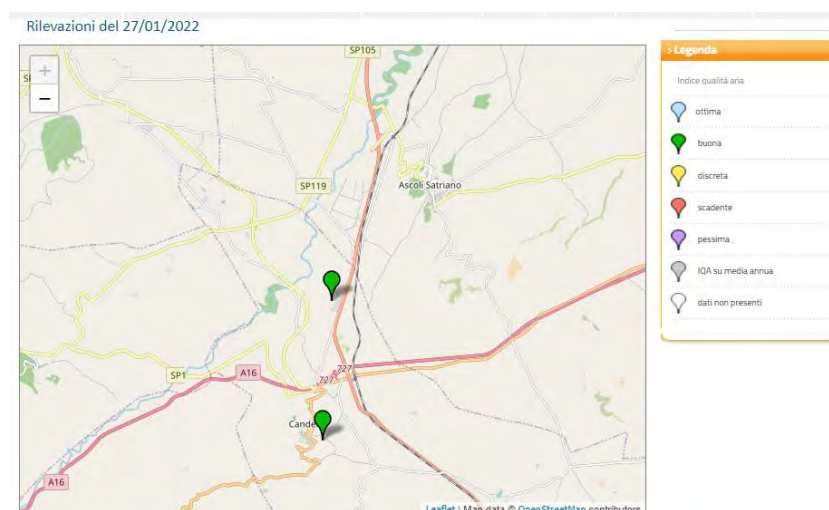 Rilevazioni del 27/01/2022
+
−
SP105
SP119
Ascoli Satriano
SP1
A16
727
727
Cande
A16
Leaflet | Map data © OpenStreetMap contributors
> Legenda
Indice qualità aria
ottima
buona
discreta
scadente
pessima
IQA su media annua
dati non presenti